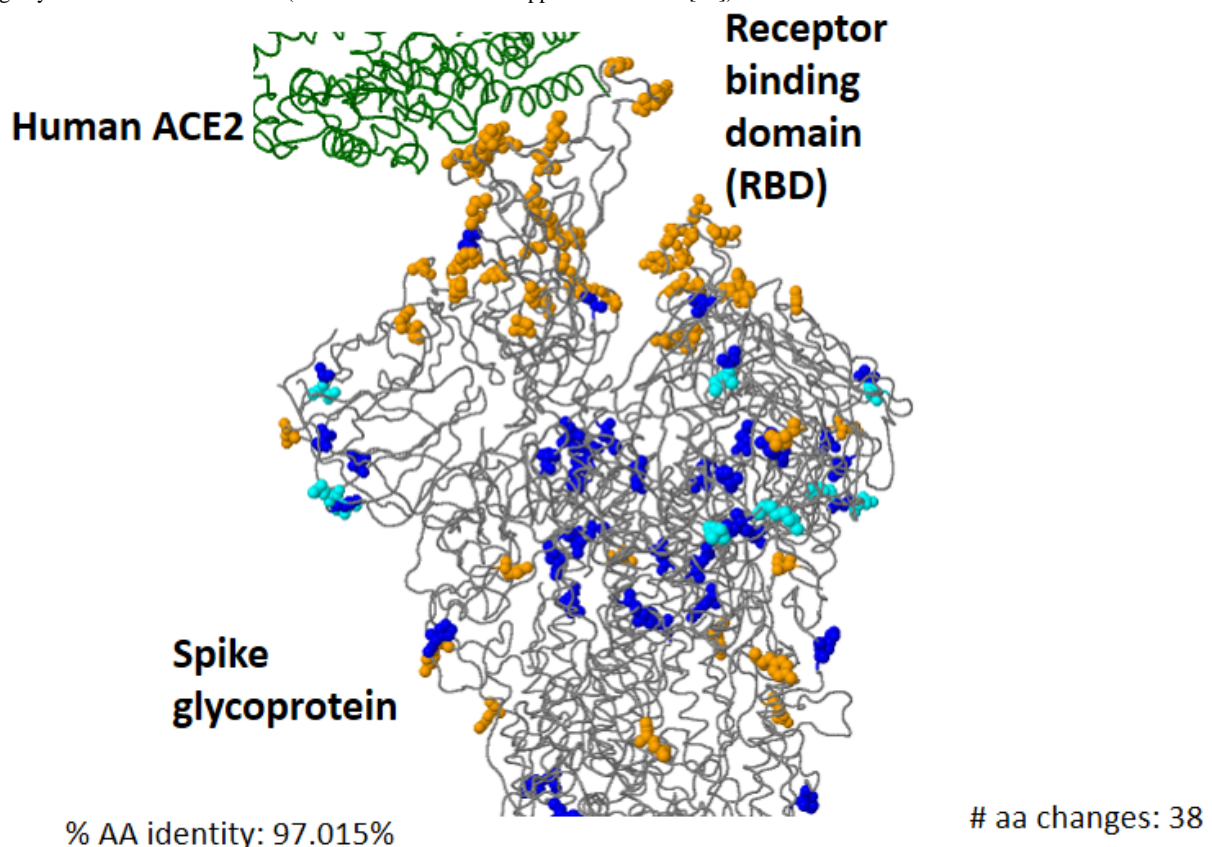 Receptor
binding
domain
(RBD)
Human ACE2
Spike
glycoprotein
% AA identity: 97.015%
# aa changes: 38